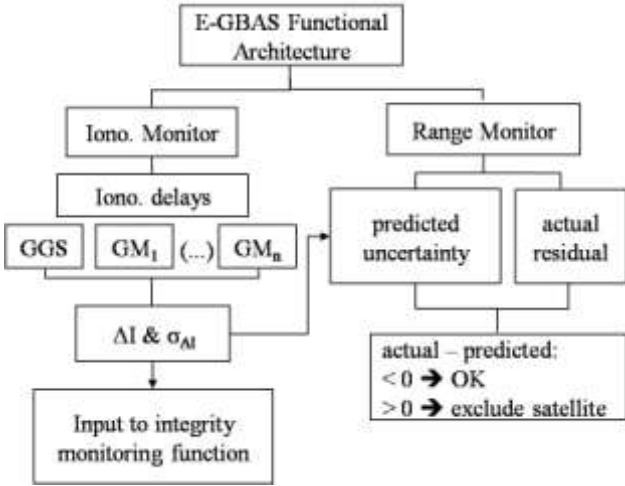 E-GBAS Functional
Architecture
Iono. Monitor
Range Monitor
Iono. delays
GGS
GM₁
(...)
GMₙ
predicted
uncertainty
actual
residual
ΔI & σ_ΔI
actual – predicted:
< 0 ➔ OK
> 0 ➔ exclude satellite
Input to integrity
monitoring function